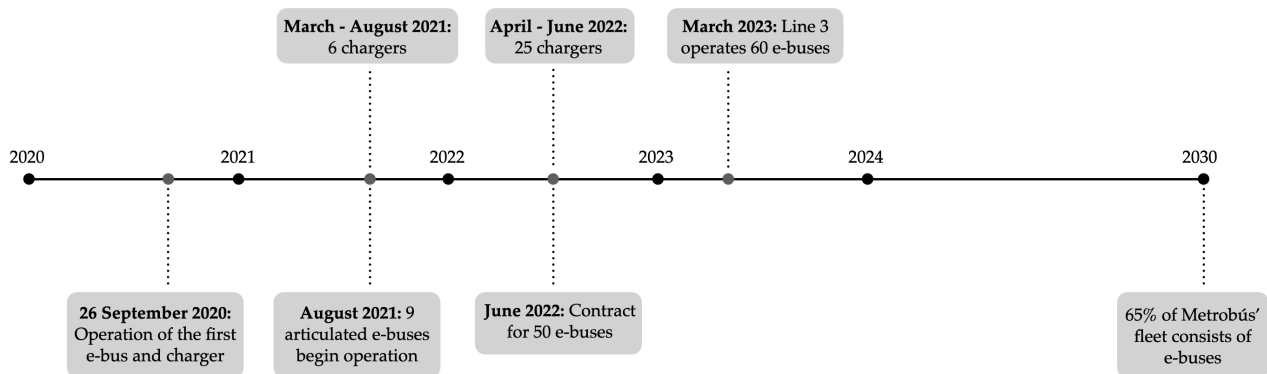 March - August 2021:
6 chargers
April - June 2022:
25 chargers
March 2023: Line 3
operates 60 e-buses
2020
2021
2022
2023
2024
2030
26 September 2020:
Operation of the first
e-bus and charger
August 2021: 9
articulated e-buses
begin operation
June 2022: Contract
for 50 e-buses
65% of Metrobús’
fleet consists of
e-buses